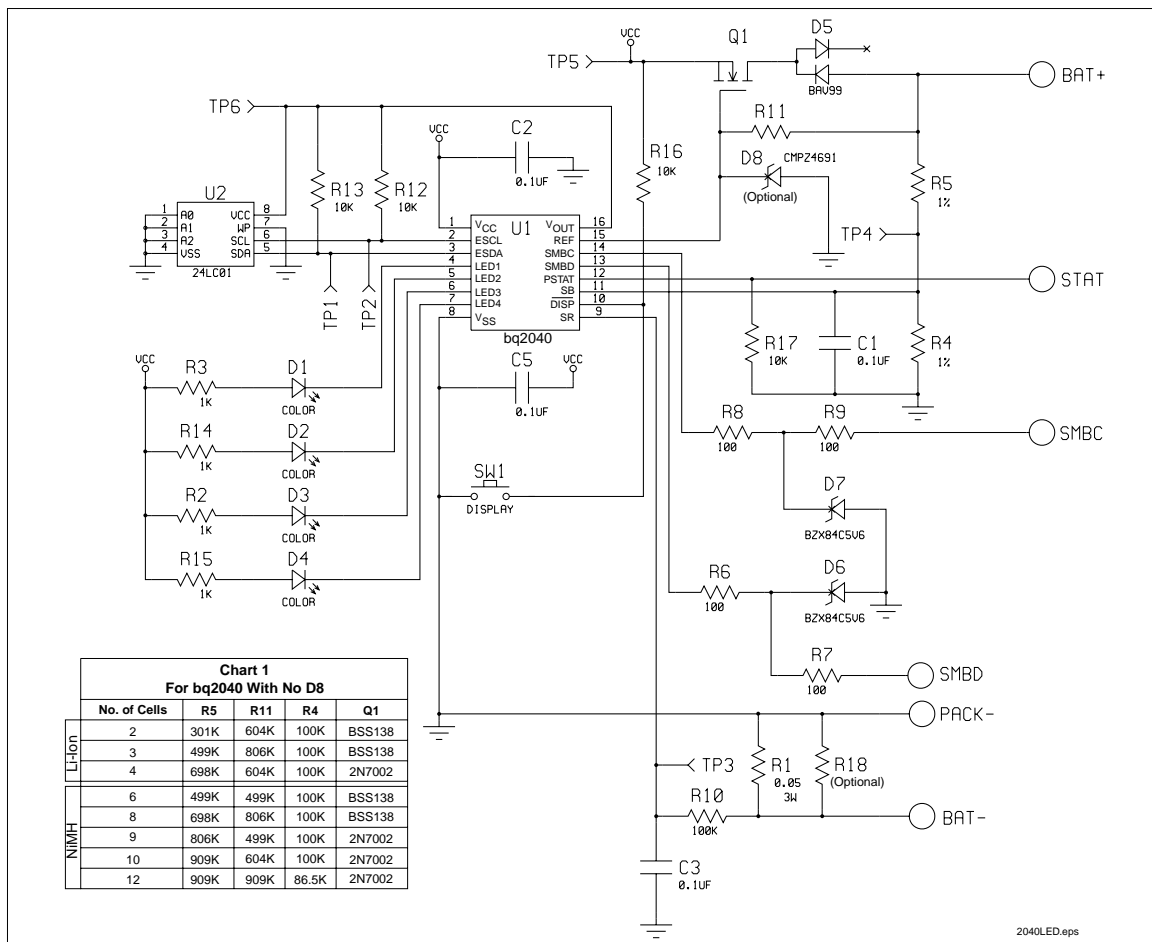 VCC
TP5
Q1
D5
BAV99
BAT+
TP6
VCC
C2
0.1UF
R16
10K
R11
D8
CMPZ4691
(Optional)
R5
1%
TP4
U2
1 A0 VCC 8
2 A1 WP 7
3 A2 SCL 6
4 VSS SDA 5
24LC01
R13
10K
R12
10K
TP1
TP2
U1
1 VCC VOUT 16
2 ESCL REF 15
3 ESDA SMBC 14
4 LED1 SMBD 13
5 LED2 PSTAT 12
6 LED3 SB 11
7 LED4 DISP 10
8 VSS SR 9
bq2040
STAT
R17
10K
C1
0.1UF
R4
1%
C5
0.1UF
VCC
VCC
R3
1K
D1
COLOR
R14
1K
D2
COLOR
R2
1K
D3
COLOR
R15
1K
D4
COLOR
SW1
DISPLAY
R8
100
R9
100
SMBC
D7
BZX84C5V6
R6
100
D6
BZX84C5V6
R7
100
SMBD
PACK-
TP3
R1
0.05
3W
R18
(Optional)
R10
100K
BAT-
C3
0.1UF
Chart 1
For bq2040 With No D8
No. of Cells R5 R11 R4 Q1
Li-Ion
2 301K 604K 100K BSS138
3 499K 806K 100K BSS138
4 698K 604K 100K 2N7002
NiMH
6 499K 499K 100K BSS138
8 698K 806K 100K BSS138
9 806K 499K 100K 2N7002
10 909K 604K 100K 2N7002
12 909K 909K 86.5K 2N7002
2040LED.eps